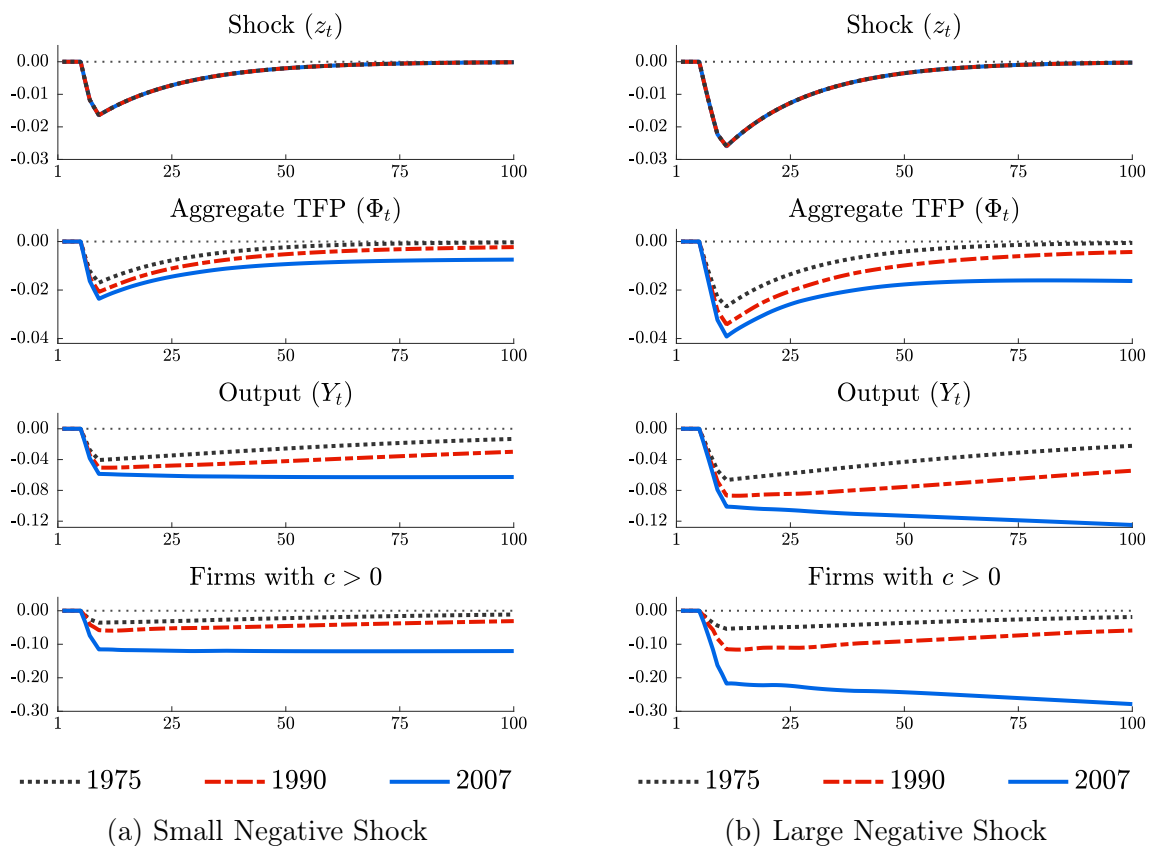 Shock (z_t)
0.00
-0.01
-0.02
-0.03
1 25 50 75 100
Aggregate TFP (Φ_t)
0.00
-0.02
-0.04
1 25 50 75 100
Output (Y_t)
0.00
-0.04
-0.08
-0.12
1 25 50 75 100
Firms with c > 0
0.00
-0.10
-0.20
-0.30
1 25 50 75 100
1975 1990 2007
(a) Small Negative Shock
Shock (z_t)
0.00
-0.01
-0.02
-0.03
1 25 50 75 100
Aggregate TFP (Φ_t)
0.00
-0.02
-0.04
1 25 50 75 100
Output (Y_t)
0.00
-0.04
-0.08
-0.12
1 25 50 75 100
Firms with c > 0
0.00
-0.10
-0.20
-0.30
1 25 50 75 100
1975 1990 2007
(b) Large Negative Shock